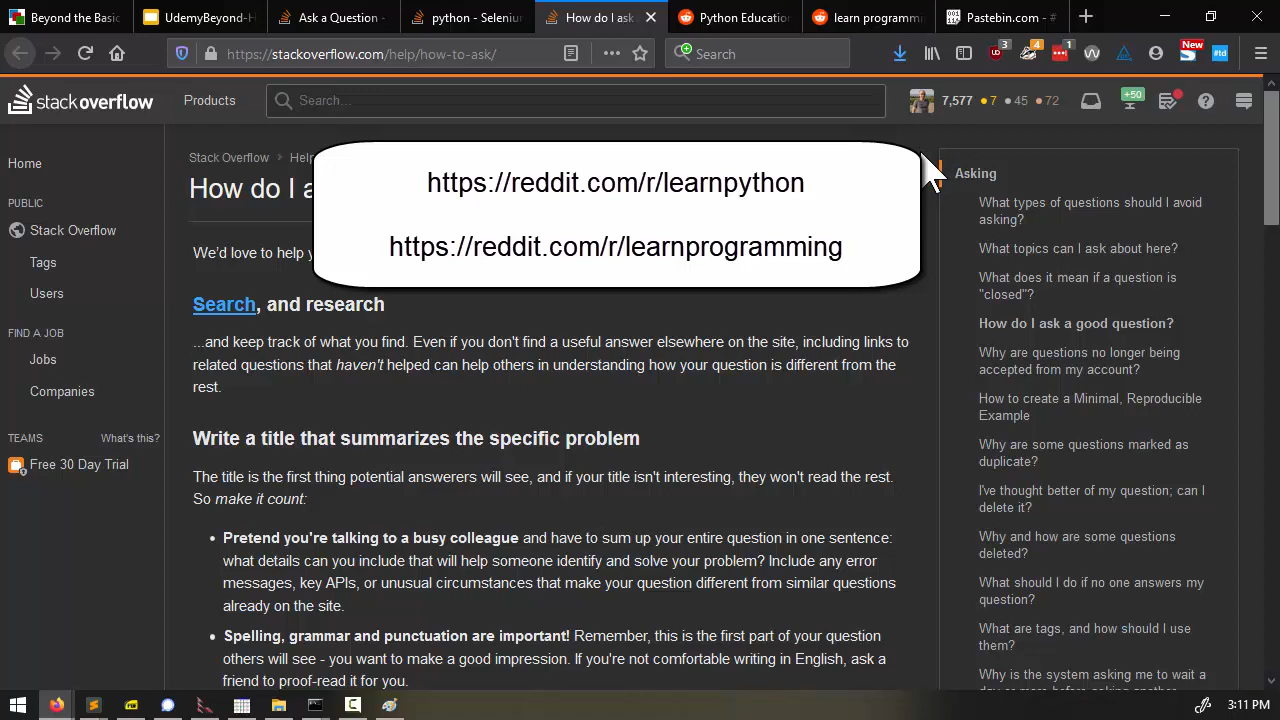 Beyond the Basic
UdemyBeyond-H
Ask a Question -
python - Seleniu
How do I ask
Python Educatio
learn programm
Pastebin.com - #
https://stackoverflow.com/help/how-to-ask/
Search
3
4
1
New
#td
stackoverflow
Products
Search...
7,577
7
45
72
+50
Home
PUBLIC
Stack Overflow
Tags
Users
FIND A JOB
Jobs
Companies
TEAMS
What's this?
Free 30 Day Trial
Stack Overflow > Help
How do I a
https://reddit.com/r/learnpython
https://reddit.com/r/learnprogramming
We'd love to help y
Search, and research
...and keep track of what you find. Even if you don't find a useful answer elsewhere on the site, including links to
related questions that haven't helped can help others in understanding how your question is different from the
rest.
Write a title that summarizes the specific problem
The title is the first thing potential answerers will see, and if your title isn't interesting, they won't read the rest.
So make it count:
• Pretend you're talking to a busy colleague and have to sum up your entire question in one sentence:
what details can you include that will help someone identify and solve your problem? Include any error
messages, key APIs, or unusual circumstances that make your question different from similar questions
already on the site.
• Spelling, grammar and punctuation are important! Remember, this is the first part of your question
others will see - you want to make a good impression. If you're not comfortable writing in English, ask a
friend to proof-read it for you.
Asking
What types of questions should I avoid
asking?
What topics can I ask about here?
What does it mean if a question is
"closed"?
How do I ask a good question?
Why are questions no longer being
accepted from my account?
How to create a Minimal, Reproducible
Example
Why are some questions marked as
duplicate?
I've thought better of my question; can I
delete it?
Why and how are some questions
deleted?
What should I do if no one answers my
question?
What are tags, and how should I use
them?
Why is the system asking me to wait a
day or more before asking another
3:11 PM